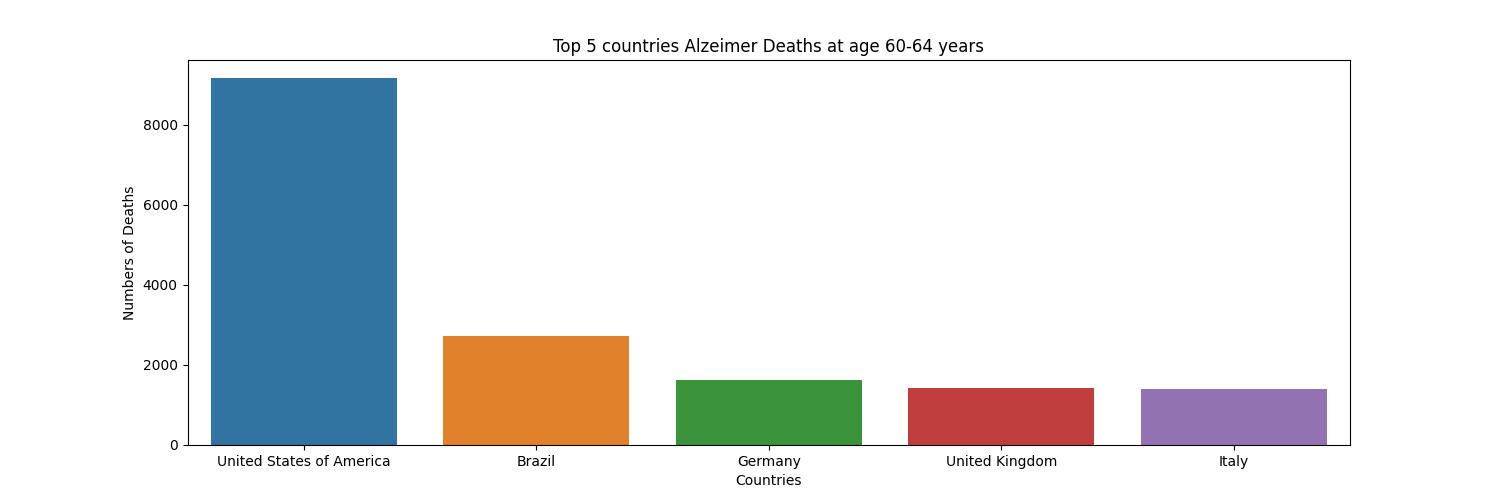 Top 5 countries Alzeimer Deaths at age 60-64 years
Numbers of Deaths
8000
6000
4000
2000
0
United States of America
Brazil
Germany
United Kingdom
Italy
Countries